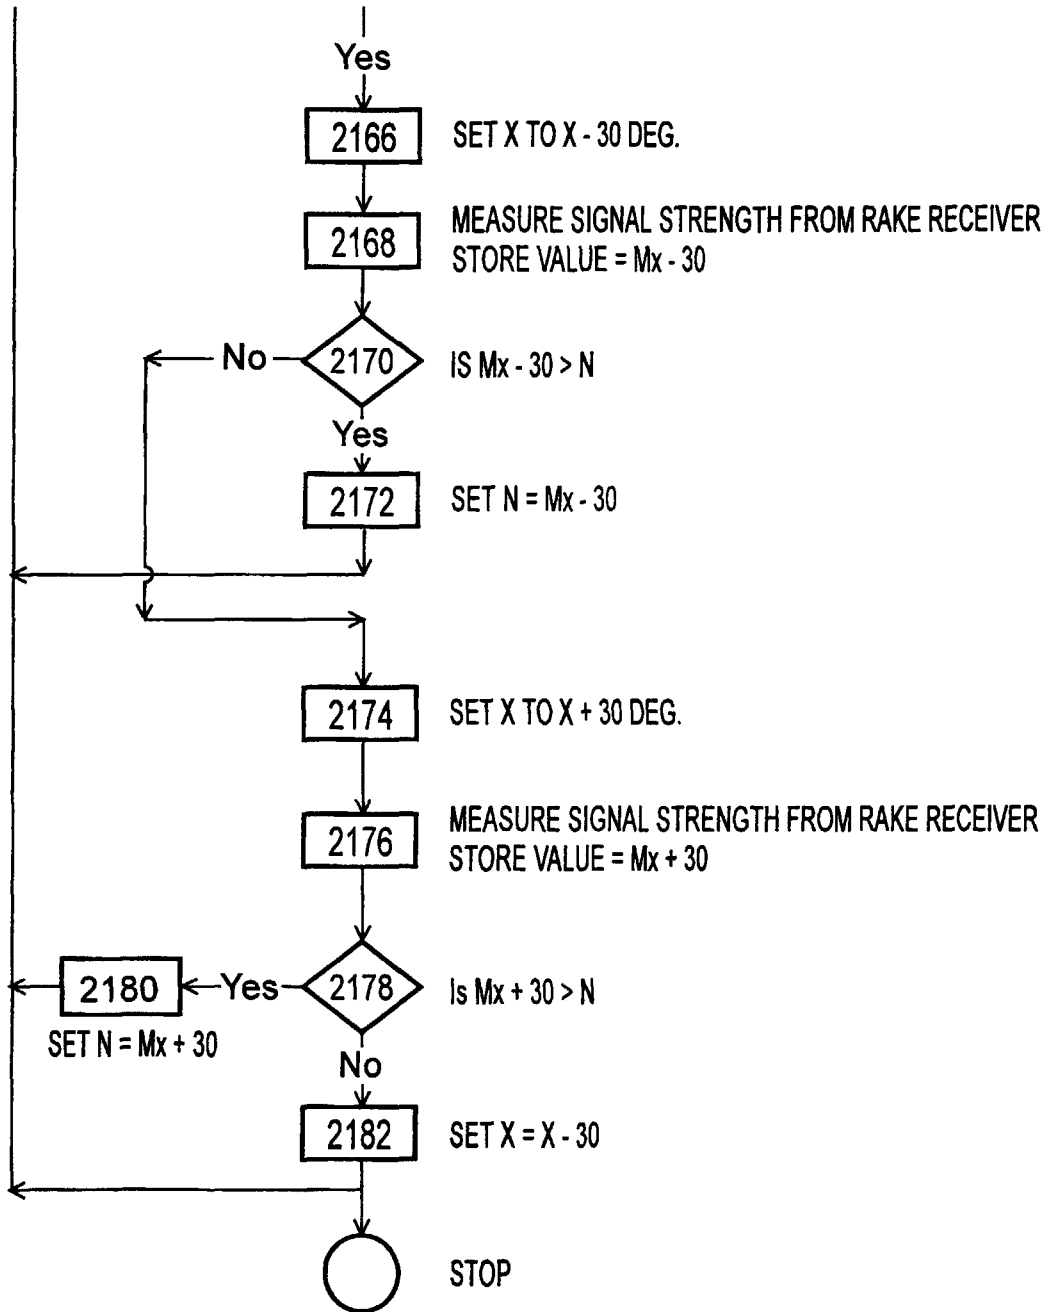 Yes
2166 SET X TO X - 30 DEG.
MEASURE SIGNAL STRENGTH FROM RAKE RECEIVER
2168
STORE VALUE = Mx - 30
No 2170 IS Mx - 30 > N
Yes
2172 SET N = Mx - 30
2174 SET X TO X + 30 DEG.
MEASURE SIGNAL STRENGTH FROM RAKE RECEIVER
2176
STORE VALUE = Mx + 30
2180 Yes 2178 Is Mx + 30 > N
SET N = Mx + 30
No
2182 SET X = X - 30
STOP